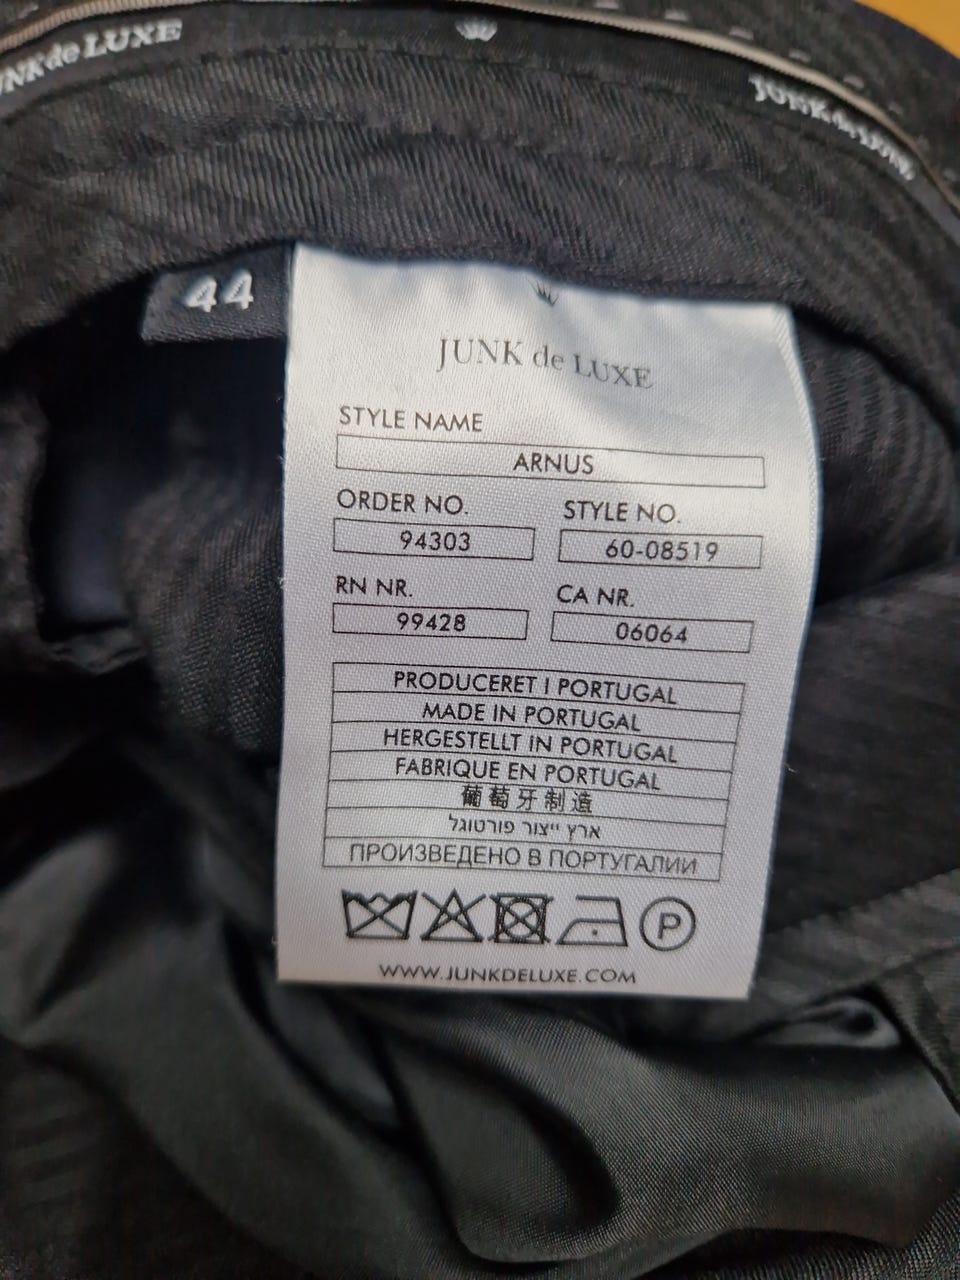 JUNK de LUXE
JUNK de LUXE
44
JUNK de LUXE
STYLE NAME
ARNUS
ORDER NO. STYLE NO.
94303 60-08519
RN NR. CA NR.
99428 06064
PRODUCERET I PORTUGAL
MADE IN PORTUGAL
HERGESTELLT IN PORTUGAL
FABRIQUE EN PORTUGAL
葡萄牙制造
ארץ ייצור פורטוגל
ПРОИЗВЕДЕНО В ПОРТУГАЛИИ
P
WWW.JUNKDELUXE.COM